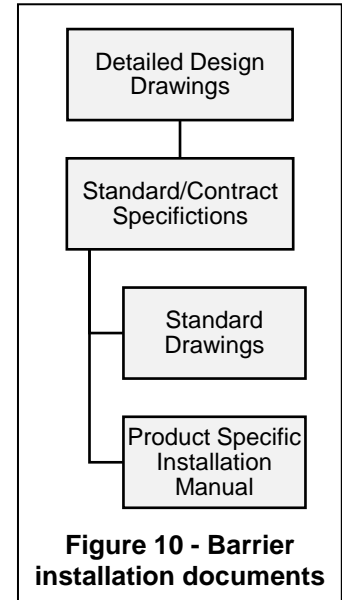 Detailed Design
Drawings
Standard/Contract
Specifictions
Standard
Drawings
Product Specific
Installation
Manual
Figure 10 - Barrier
installation documents